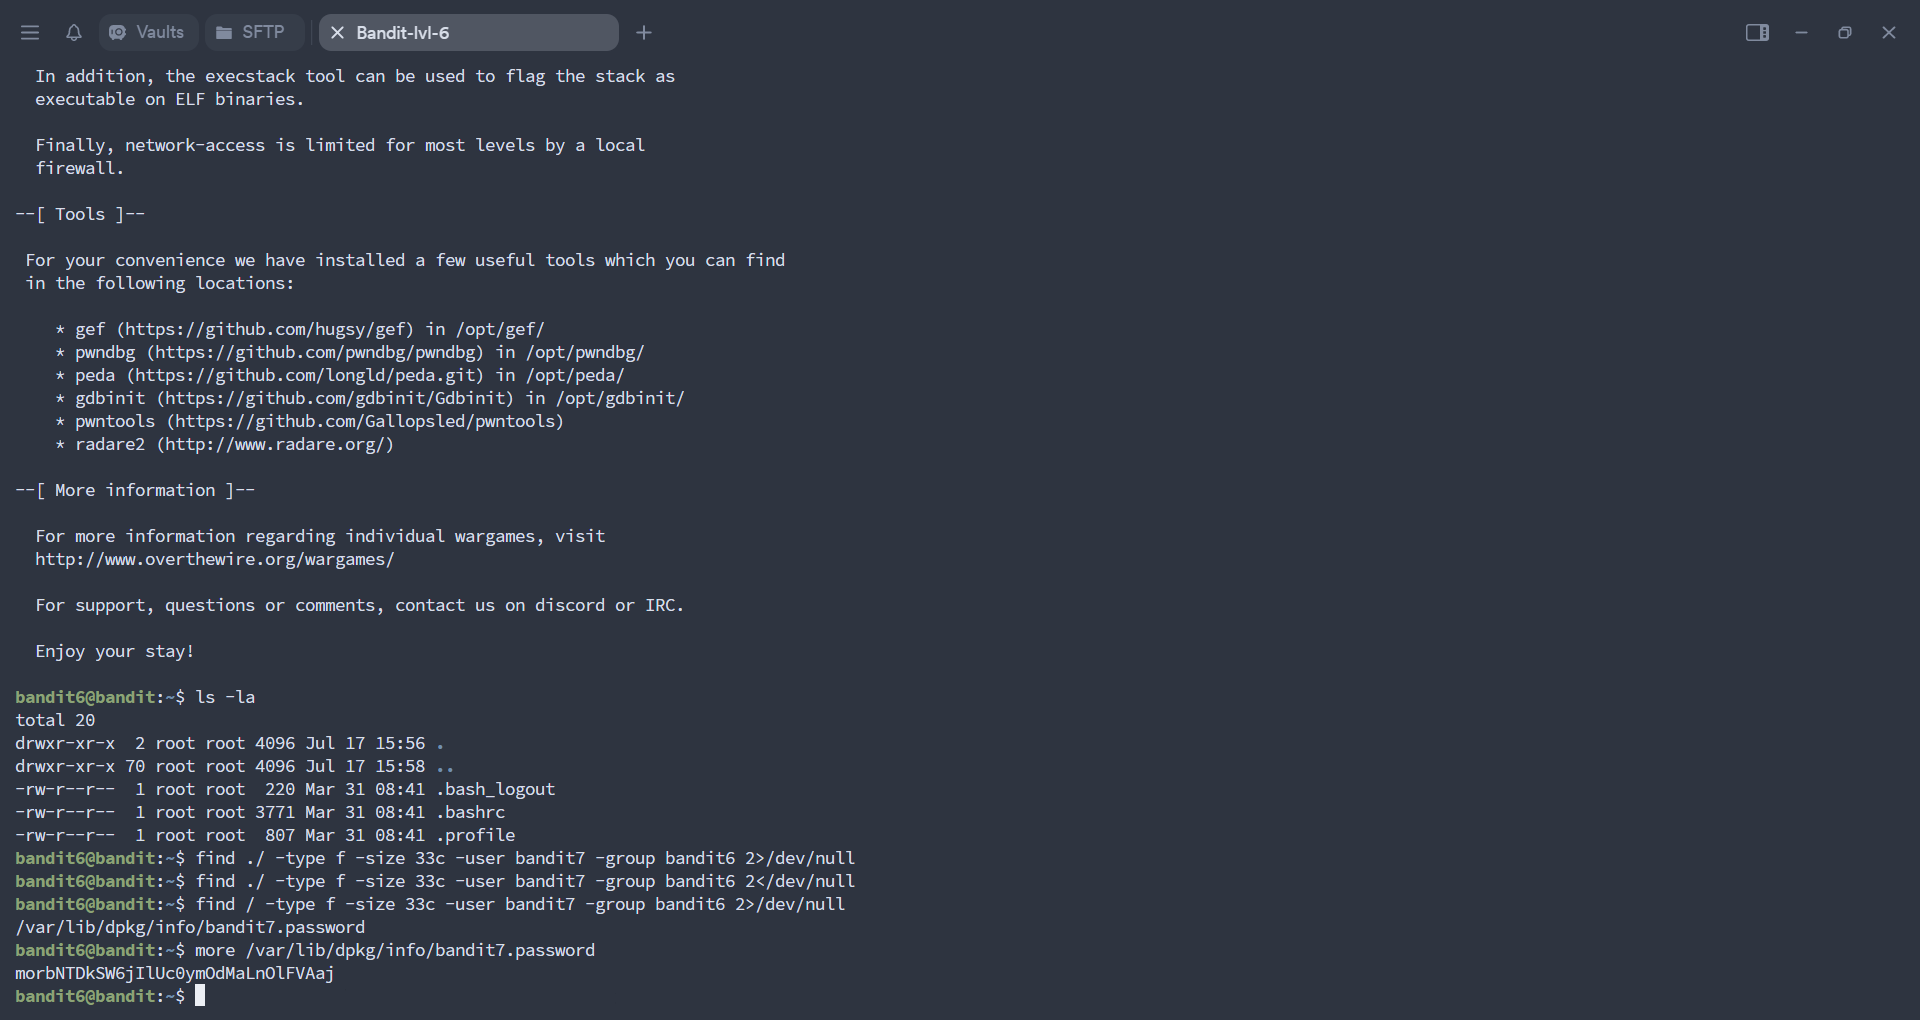 Vaults SFTP Bandit-lvl-6
In addition, the execstack tool can be used to flag the stack as
executable on ELF binaries.
Finally, network-access is limited for most levels by a local
firewall.
--[ Tools ]--
For your convenience we have installed a few useful tools which you can find
in the following locations:
* gef (https://github.com/hugsy/gef) in /opt/gef/
* pwndbg (https://github.com/pwndbg/pwndbg) in /opt/pwndbg/
* peda (https://github.com/longld/peda.git) in /opt/peda/
* gdbinit (https://github.com/gdbinit/Gdbinit) in /opt/gdbinit/
* pwntools (https://github.com/Gallopsled/pwntools)
* radare2 (http://www.radare.org/)
--[ More information ]--
For more information regarding individual wargames, visit
http://www.overthewire.org/wargames/
For support, questions or comments, contact us on discord or IRC.
Enjoy your stay!
bandit6@bandit:~$ ls -la
total 20
drwxr-xr-x  2 root root 4096 Jul 17 15:56 .
drwxr-xr-x 70 root root 4096 Jul 17 15:58 ..
-rw-r--r--  1 root root  220 Mar 31 08:41 .bash_logout
-rw-r--r--  1 root root 3771 Mar 31 08:41 .bashrc
-rw-r--r--  1 root root  807 Mar 31 08:41 .profile
bandit6@bandit:~$ find ./ -type f -size 33c -user bandit7 -group bandit6 2>/dev/null
bandit6@bandit:~$ find ./ -type f -size 33c -user bandit7 -group bandit6 2</dev/null
bandit6@bandit:~$ find / -type f -size 33c -user bandit7 -group bandit6 2>/dev/null
/var/lib/dpkg/info/bandit7.password
bandit6@bandit:~$ more /var/lib/dpkg/info/bandit7.password
morbNTDkSW6jIlUc0ymOdMaLnOlFVAaj
bandit6@bandit:~$